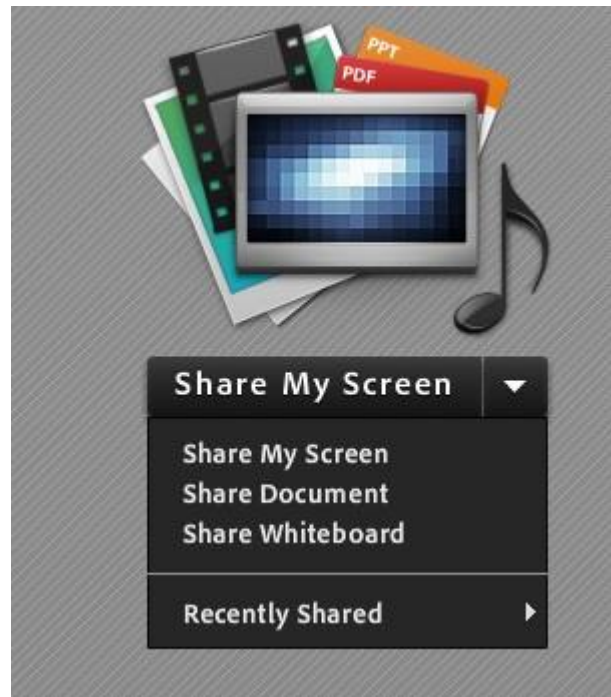 PPT
PDF
Share My Screen
Share My Screen
Share Document
Share Whiteboard
Recently Shared